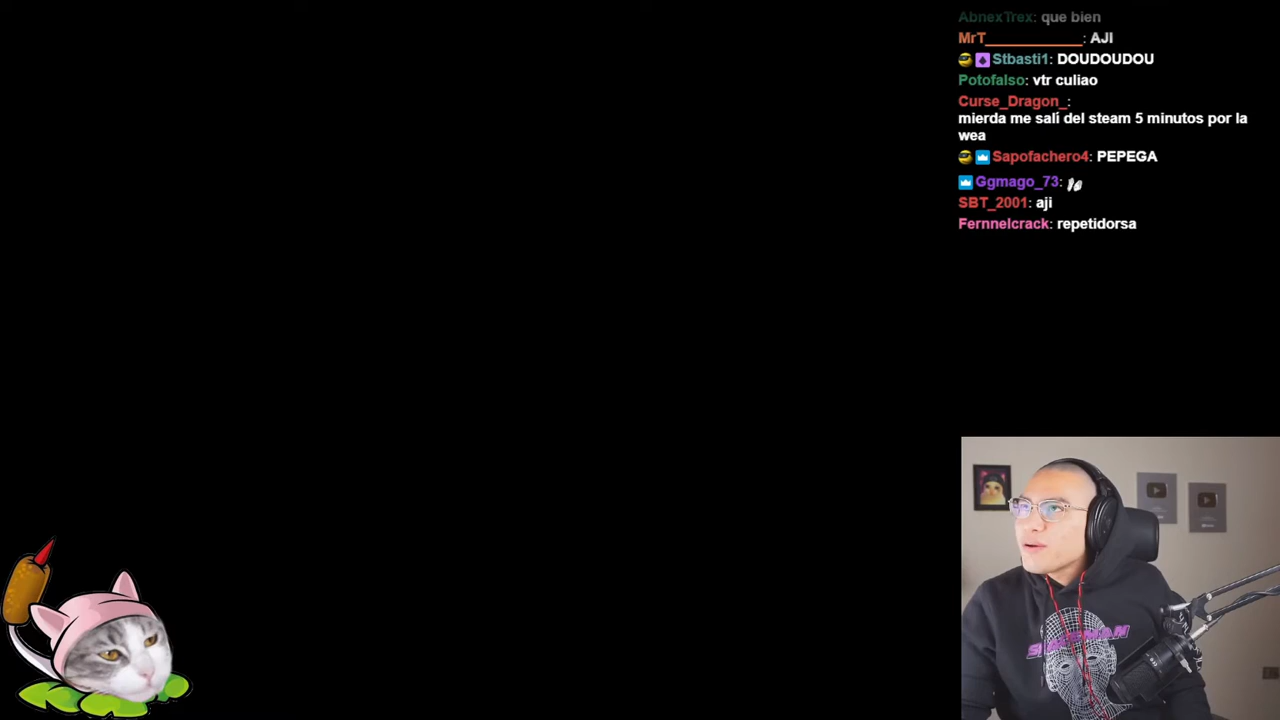 AbnexTrex: que bien
MrT____________: AJI
Stbasti1: DOUDOUDOU
Potofalso: vtr culiao
Curse_Dragon_:
mierda me salí del steam 5 minutos por la
wea
Sapofachero4: PEPEGA
Ggmago_73:
SBT_2001: aji
Fernnelcrack: repetidorsa